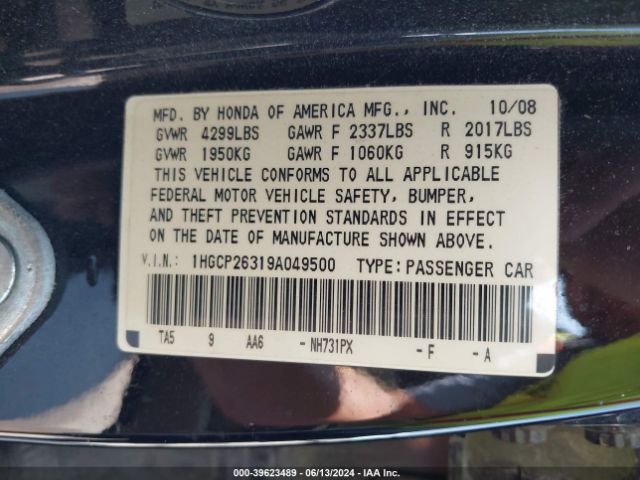 MFD. BY HONDA OF AMERICA MFG., INC. 10/08
GVWR 4299LBS GAWR F 2337LBS R 2017LBS
GVWR 1950KG GAWR F 1060KG R 915KG
THIS VEHICLE CONFORMS TO ALL APPLICABLE
FEDERAL MOTOR VEHICLE SAFETY, BUMPER,
AND THEFT PREVENTION STANDARDS IN EFFECT
ON THE DATE OF MANUFACTURE SHOWN ABOVE.
V.I.N.: 1HGCP26319A049500 TYPE: PASSENGER CAR
TA5 9 AA6 -NH731PX -F -A
000-39623489 - 06/13/2024 - IAA Inc.